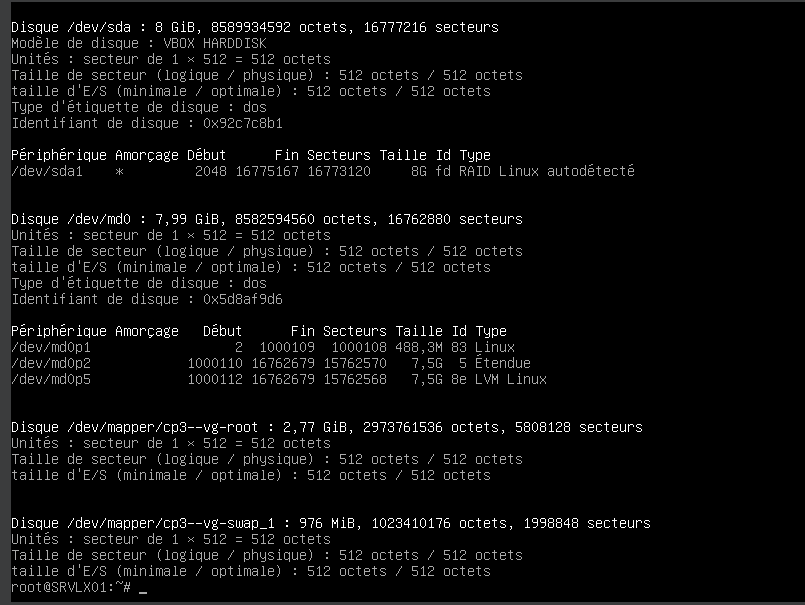 Disque /dev/sda : 8 GiB, 8589934592 octets, 16777216 secteurs
Modèle de disque : VBOX HARDDISK
Unités : secteur de 1 × 512 = 512 octets
Taille de secteur (logique / physique) : 512 octets / 512 octets
taille d'E/S (minimale / optimale) : 512 octets / 512 octets
Type d'étiquette de disque : dos
Identifiant de disque : 0x92c7c8b1
Périphérique Amorçage Début Fin Secteurs Taille Id Type
/dev/sda1 * 2048 16775167 16773120 8G fd RAID Linux autodétecté
Disque /dev/md0 : 7,99 GiB, 8582594560 octets, 16762880 secteurs
Unités : secteur de 1 × 512 = 512 octets
Taille de secteur (logique / physique) : 512 octets / 512 octets
taille d'E/S (minimale / optimale) : 512 octets / 512 octets
Type d'étiquette de disque : dos
Identifiant de disque : 0x5d8af9d6
Périphérique Amorçage Début Fin Secteurs Taille Id Type
/dev/md0p1 2 1000109 1000108 488,3M 83 Linux
/dev/md0p2 1000110 16762679 15762570 7,5G 5 Étendue
/dev/md0p5 1000112 16762679 15762568 7,5G 8e LVM Linux
Disque /dev/mapper/cp3--vg-root : 2,77 GiB, 2973761536 octets, 5808128 secteurs
Unités : secteur de 1 × 512 = 512 octets
Taille de secteur (logique / physique) : 512 octets / 512 octets
taille d'E/S (minimale / optimale) : 512 octets / 512 octets
Disque /dev/mapper/cp3--vg-swap_1 : 976 MiB, 1023410176 octets, 1998848 secteurs
Unités : secteur de 1 × 512 = 512 octets
Taille de secteur (logique / physique) : 512 octets / 512 octets
taille d'E/S (minimale / optimale) : 512 octets / 512 octets
root@SRVLX01:~# _